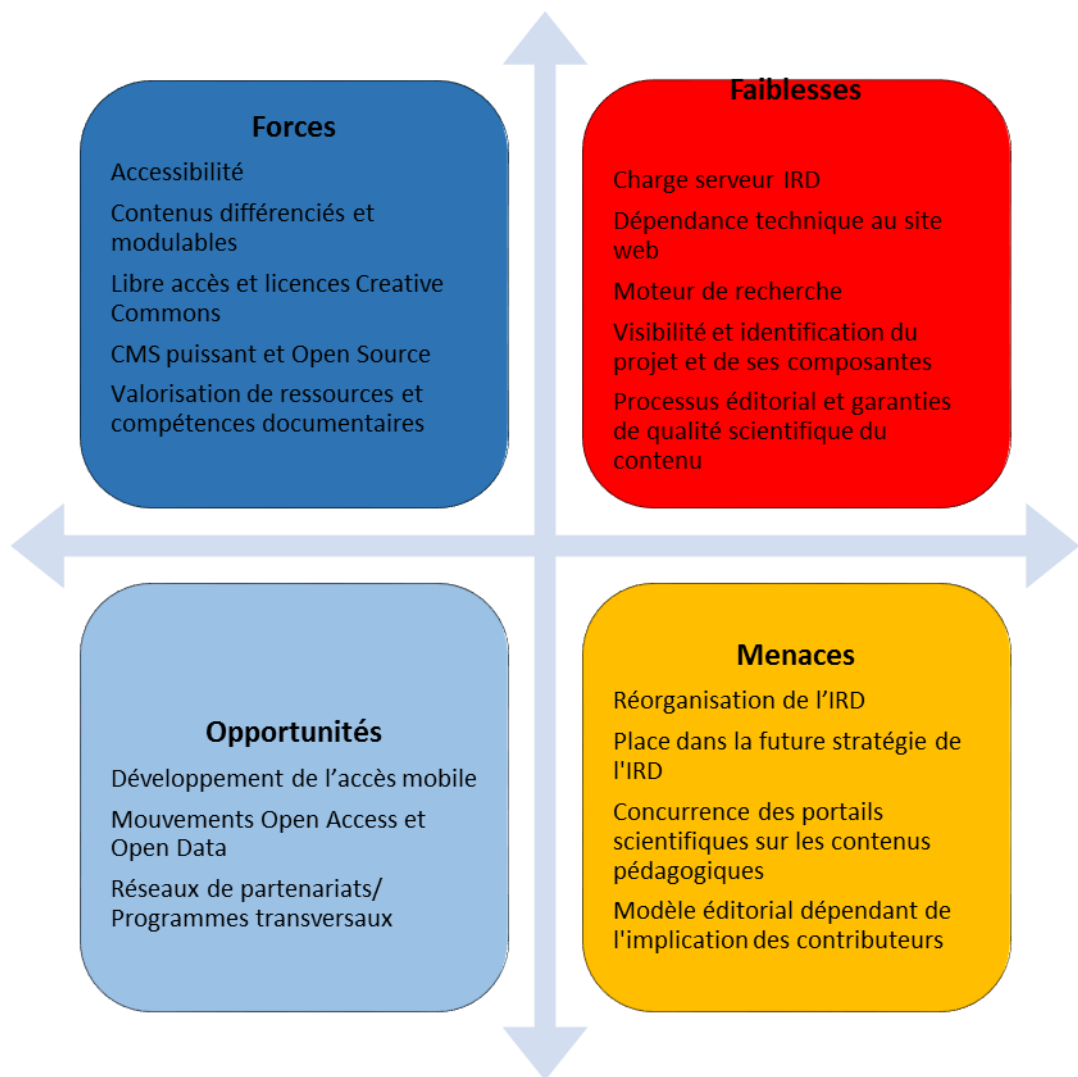 Forces
Accessibilité
Contenus différenciés et
modulables
Libre accès et licences Creative
Commons
CMS puissant et Open Source
Valorisation de ressources et
compétences documentaires
Faiblesses
Charge serveur IRD
Dépendance technique au site
web
Moteur de recherche
Visibilité et identification du
projet et de ses composantes
Processus éditorial et garanties
de qualité scientifique du
contenu
Opportunités
Développement de l’accès mobile
Mouvements Open Access et
Open Data
Réseaux de partenariats/
Programmes transversaux
Menaces
Réorganisation de l’IRD
Place dans la future stratégie de
l'IRD
Concurrence des portails
scientifiques sur les contenus
pédagogiques
Modèle éditorial dépendant de
l'implication des contributeurs